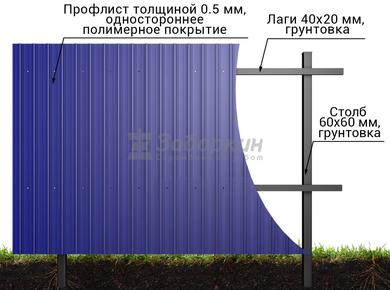 Профлист толщиной 0.5 мм,
одностороннее
полимерное покрытие
Лаги 40х20 мм,
грунтовка
Столб
60х60 мм,
грунтовка
Заборкин